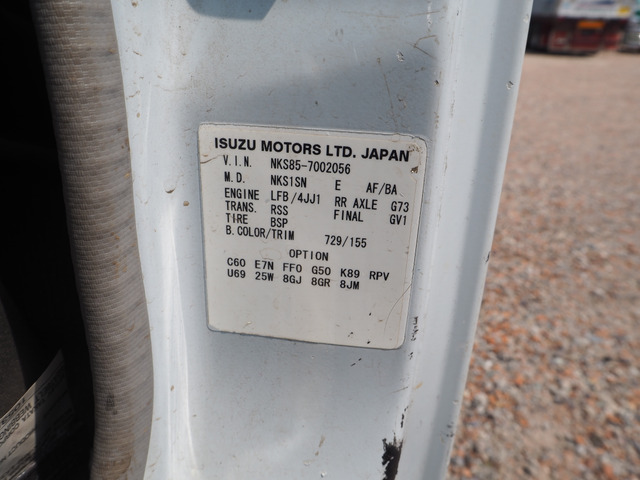 ISUZU MOTORS LTD. JAPAN
V.I.N. NKS85-7002056
M.D. NKS1SN E AF/BA
ENGINE LFB/4JJ1 RR AXLE G73
TRANS. RSS FINAL GV1
TIRE BSP
B.COLOR/TRIM 729/155
OPTION
C60 E7N FF0 G50 K89 RPV
U69 25W 8GJ 8GR 8JM